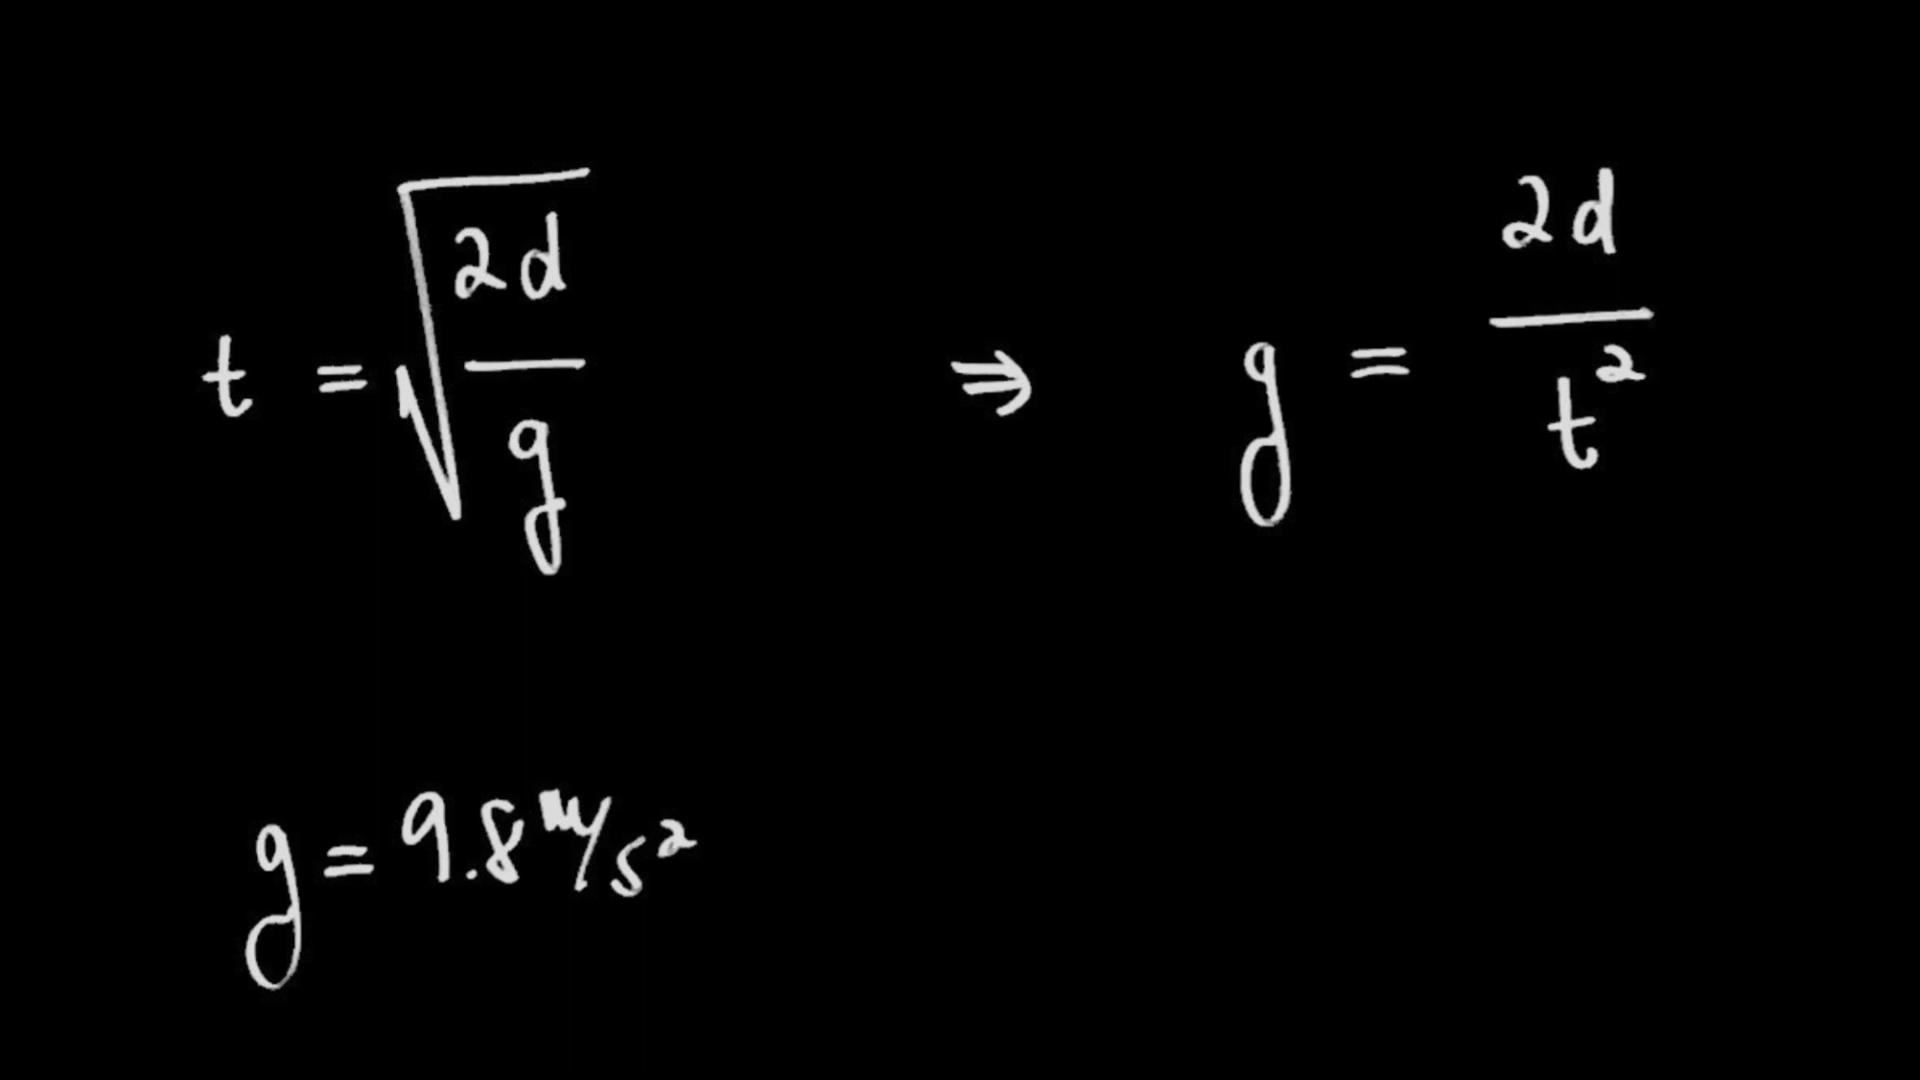 t = √(2d/g) ⇒ g = 2d/t²
g = 9.8 m/s²